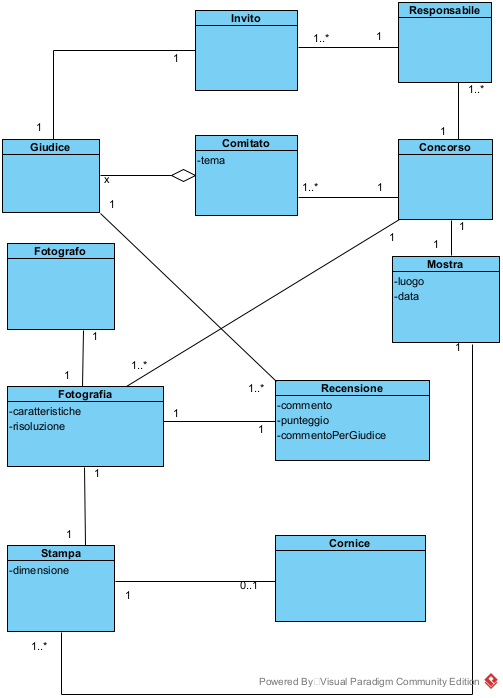 Invito
Responsabile
1..*
1
1
1
1..*
1
Giudice
Comitato
-tema
Concorso
x
1..*
1
1
1
1
1
Fotografo
Mostra
-luogo
-data
1
1
1..*
1
1..*
Fotografia
-caratteristiche
-risoluzione
Recensione
-commento
-punteggio
-commentoPerGiudice
1
1
1
1
Stampa
-dimensione
Cornice
1
0..1
1..*
Powered By Visual Paradigm Community Edition